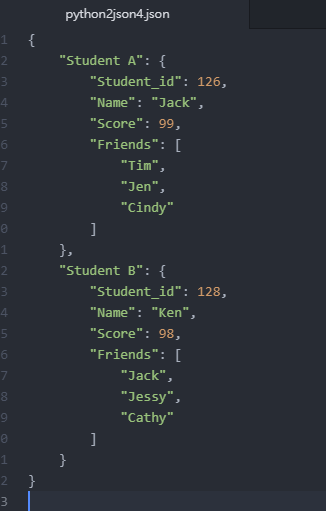 python2json4.json
1 {
2     "Student A": {
3         "Student_id": 126,
4         "Name": "Jack",
5         "Score": 99,
6         "Friends": [
7             "Tim",
8             "Jen",
9             "Cindy"
0         ]
1     },
2     "Student B": {
3         "Student_id": 128,
4         "Name": "Ken",
5         "Score": 98,
6         "Friends": [
7             "Jack",
8             "Jessy",
9             "Cathy"
0         ]
1     }
2 }
3